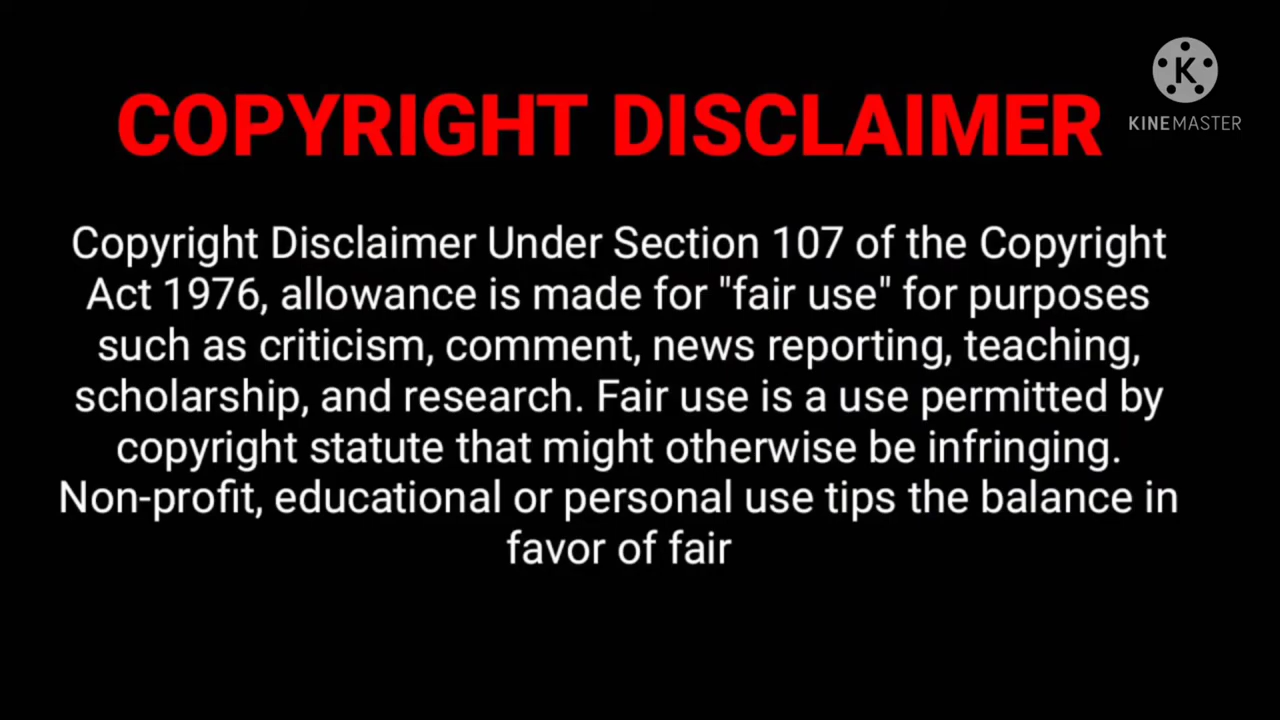 COPYRIGHT DISCLAIMER
K
KINEMASTER
Copyright Disclaimer Under Section 107 of the Copyright
Act 1976, allowance is made for "fair use" for purposes
such as criticism, comment, news reporting, teaching,
scholarship, and research. Fair use is a use permitted by
copyright statute that might otherwise be infringing.
Non-profit, educational or personal use tips the balance in
favor of fair